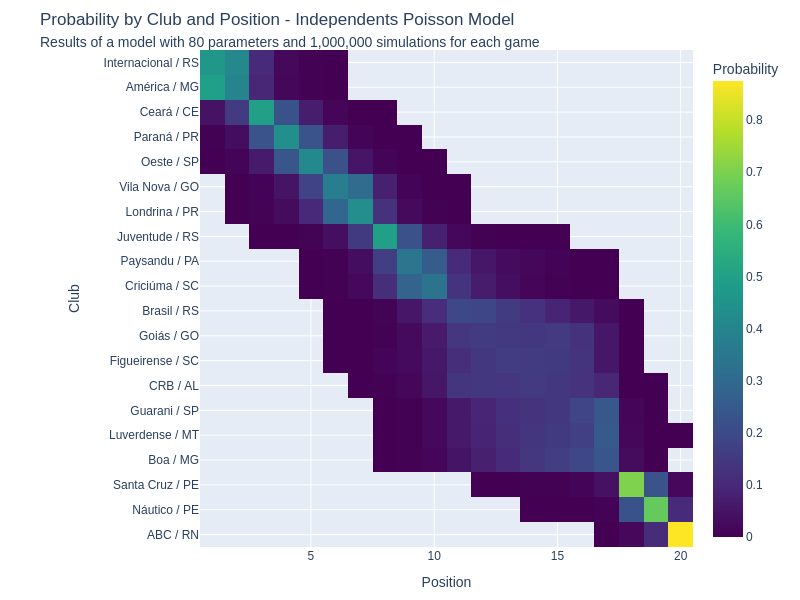 Probability by Club and Position - Independents Poisson Model
Results of a model with 80 parameters and 1,000,000 simulations for each game
Probability
Internacional / RS
América / MG
Ceará / CE
Paraná / PR
Oeste / SP
Vila Nova / GO
Londrina / PR
Juventude / RS
Paysandu / PA
Criciúma / SC
Brasil / RS
Goiás / GO
Figueirense / SC
CRB / AL
Guarani / SP
Luverdense / MT
Boa / MG
Santa Cruz / PE
Náutico / PE
ABC / RN
Club
5
10
15
20
Position
0.8
0.7
0.6
0.5
0.4
0.3
0.2
0.1
0